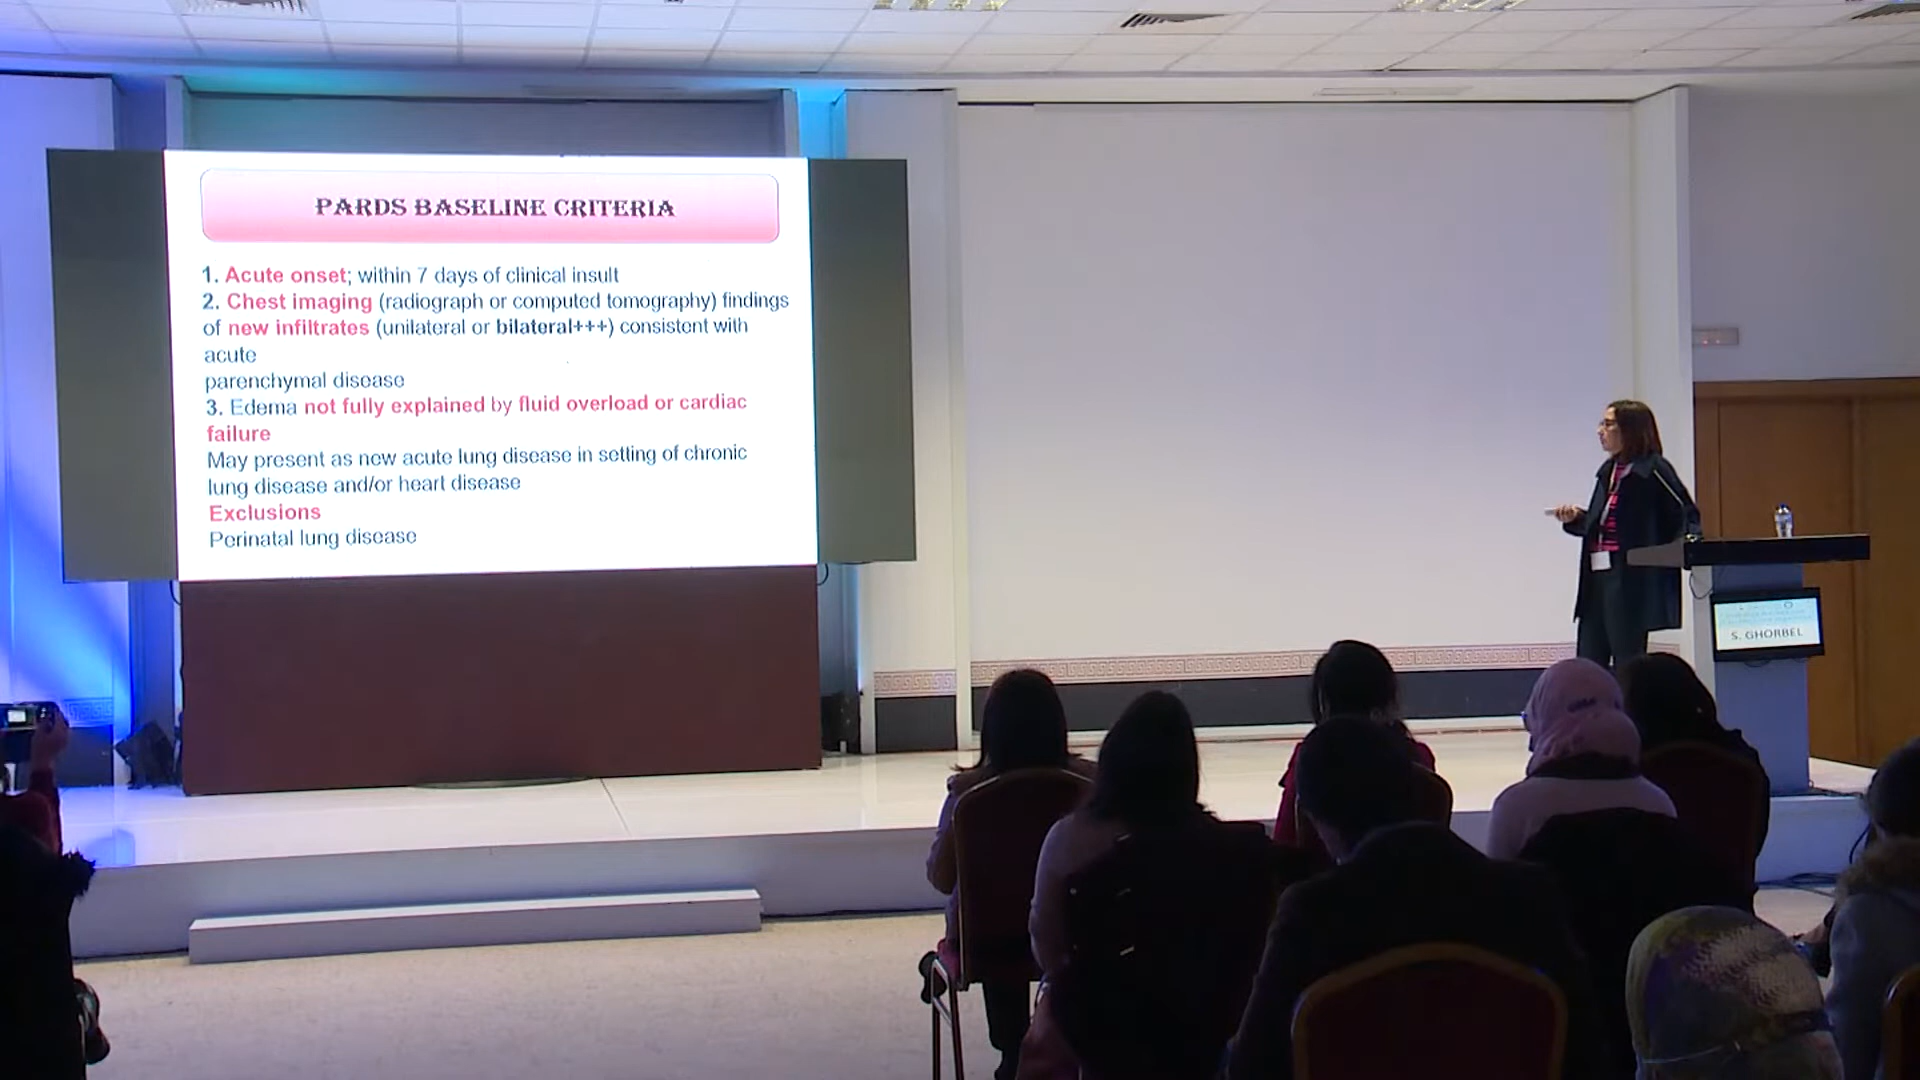 PARDS BASELINE CRITERIA
1. Acute onset; within 7 days of clinical insult
2. Chest imaging (radiograph or computed tomography) findings
of new infiltrates (unilateral or bilateral+++) consistent with
acute
parenchymal disease
3. Edema not fully explained by fluid overload or cardiac
failure
May present as new acute lung disease in setting of chronic
lung disease and/or heart disease
Exclusions
Perinatal lung disease
S. GHORBEL